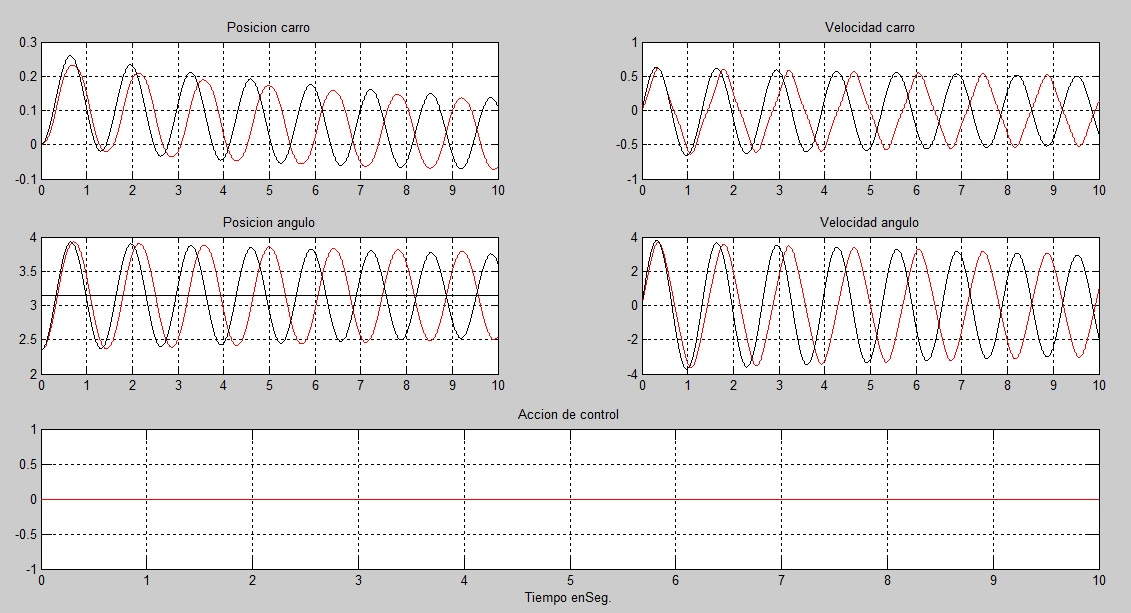 Posicion carro
0.3
0.2
0.1
0
-0.1
0 1 2 3 4 5 6 7 8 9 10
Velocidad carro
1
0.5
0
-0.5
-1
0 1 2 3 4 5 6 7 8 9 10
Posicion angulo
4
3.5
3
2.5
2
0 1 2 3 4 5 6 7 8 9 10
Velocidad angulo
4
2
0
-2
-4
0 1 2 3 4 5 6 7 8 9 10
Accion de control
1
0.5
0
-0.5
-1
0 1 2 3 4 5 6 7 8 9 10
Tiempo enSeg.